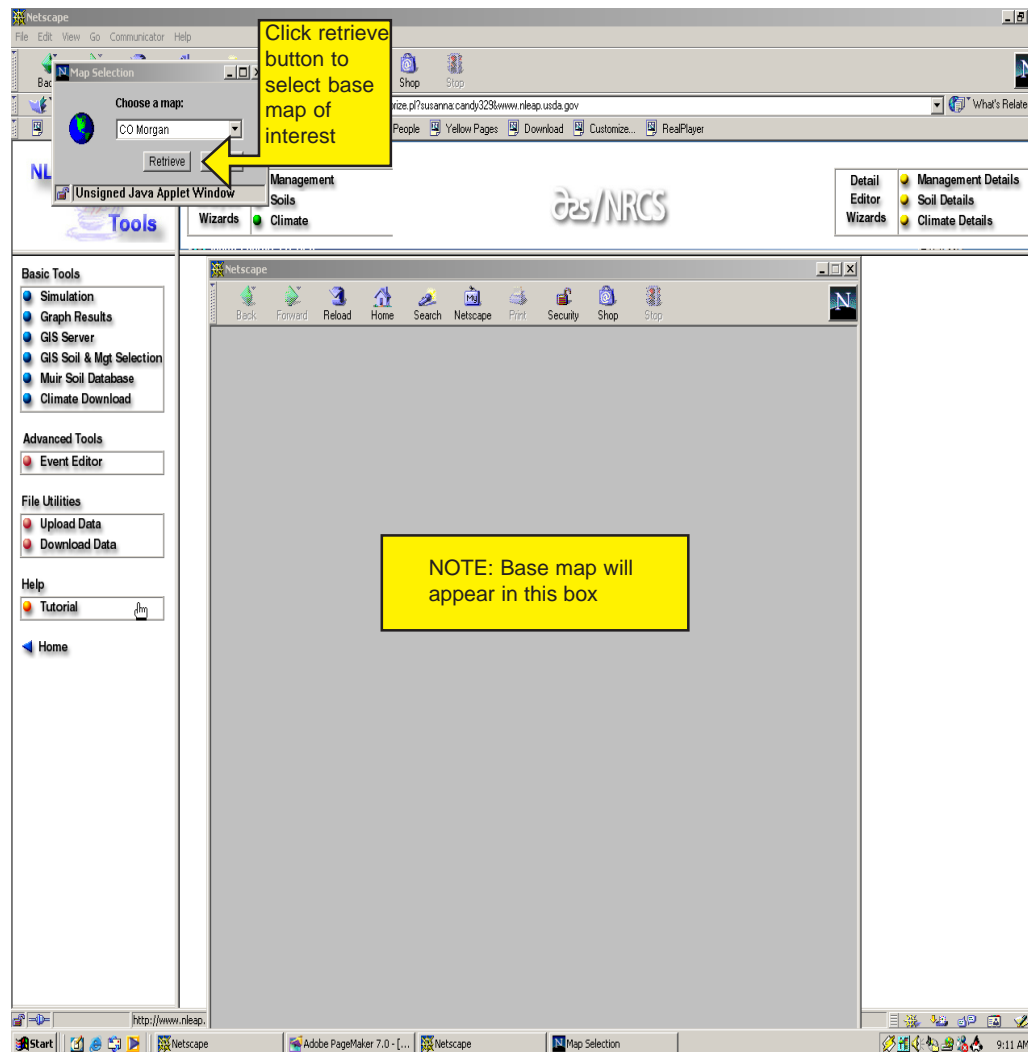 Netscape
File Edit View Go Communicator Help
Click retrieve
button to
select base
map of
interest
Shop Stop
Map Selection
Choose a map:
CO Morgan
Retrieve
Unsigned Java Applet Window
rize.pl?susanna:candy329&www.nleap.usda.gov
What's Relate
People Yellow Pages Download Customize... RealPlayer
NL
Tools
Management
Soils
Wizards Climate
/NRCS
Detail
Editor
Wizards
Management Details
Soil Details
Climate Details
Basic Tools
Simulation
Graph Results
GIS Server
GIS Soil & Mgt Selection
Muir Soil Database
Climate Download
Advanced Tools
Event Editor
File Utilities
Upload Data
Download Data
Help
Tutorial
Home
Netscape
Back Forward Reload Home Search Netscape Print Security Shop Stop
N
NOTE: Base map will
appear in this box
http://www.nleap.
Start Netscape Adobe PageMaker 7.0 - [... Netscape Map Selection 9:11 AM